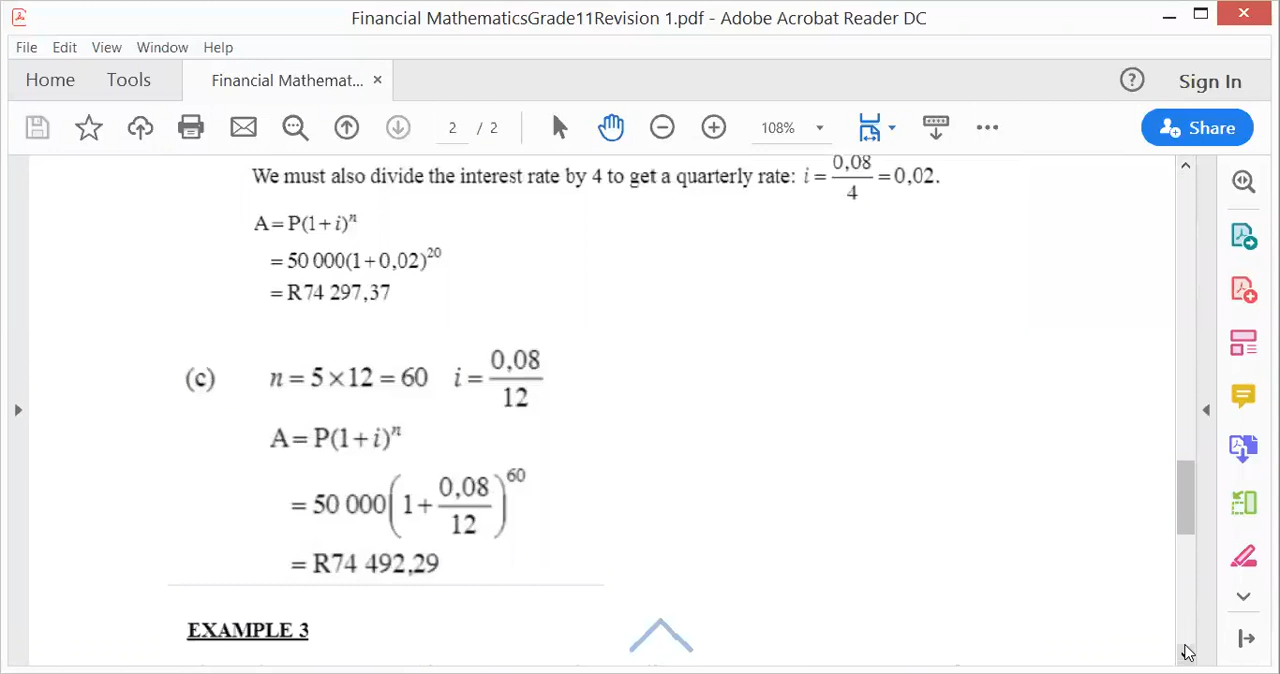 Financial MathematicsGrade11Revision 1.pdf - Adobe Acrobat Reader DC
File Edit View Window Help
Home Tools Financial Mathemat... × Sign In
2 / 2 108% Share
We must also divide the interest rate by 4 to get a quarterly rate: i = 0,08/4 = 0,02.
A = P(1 + i)^n
= 50 000(1 + 0,02)^20
= R74 297,37
(c) n = 5 × 12 = 60 i = 0,08/12
A = P(1 + i)^n
= 50 000(1 + 0,08/12)^60
= R74 492,29
EXAMPLE 3